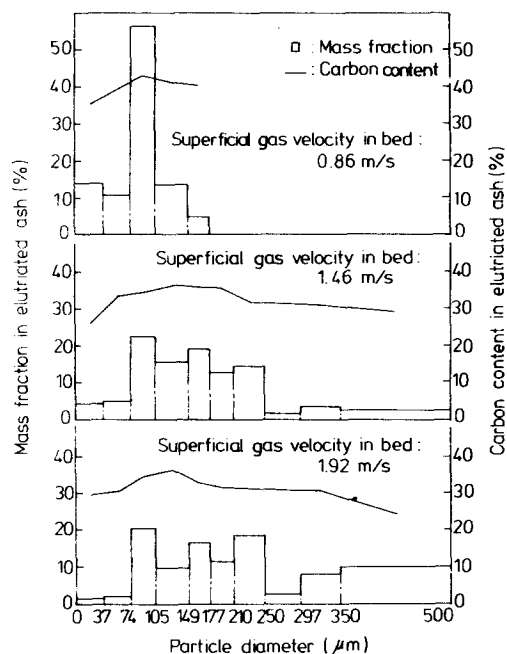 50
40
30
20
10
0
: Mass fraction
: Carbon content
Superficial gas velocity in bed :
0.86 m/s
50
40
30
20
10
0
40
30
20
10
0
Superficial gas velocity in bed :
1.46 m/s
40
30
20
10
0
40
30
20
10
0
Superficial gas velocity in bed :
1.92 m/s
40
30
20
10
0
Mass fraction in elutriated ash (%)
Carbon content in elutriated ash (%)
0 37 74 105 149 177 210 250 297 350 500
Particle diameter ( μm)